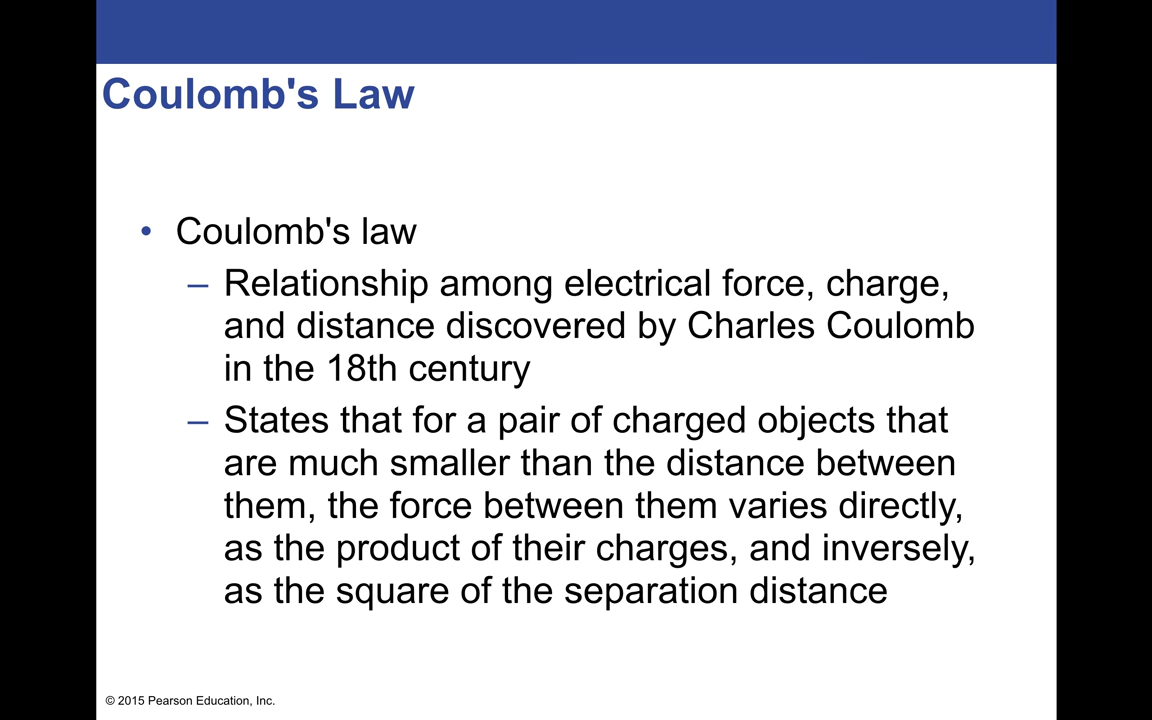 Coulomb's Law
• Coulomb's law
– Relationship among electrical force, charge,
and distance discovered by Charles Coulomb
in the 18th century
– States that for a pair of charged objects that
are much smaller than the distance between
them, the force between them varies directly,
as the product of their charges, and inversely,
as the square of the separation distance
© 2015 Pearson Education, Inc.